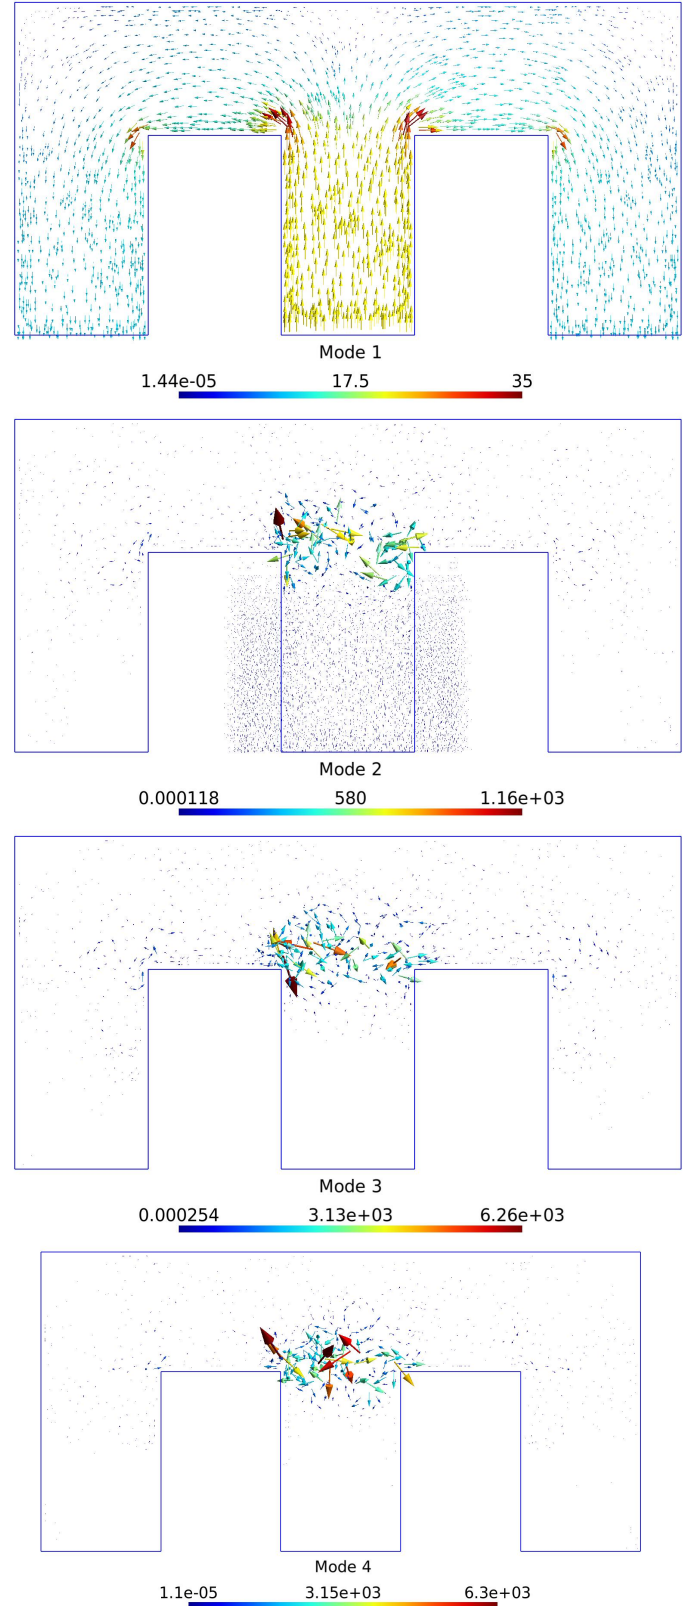 Mode 1
1.44e-05 17.5 35
Mode 2
0.000118 580 1.16e+03
Mode 3
0.000254 3.13e+03 6.26e+03
Mode 4
1.1e-05 3.15e+03 6.3e+03